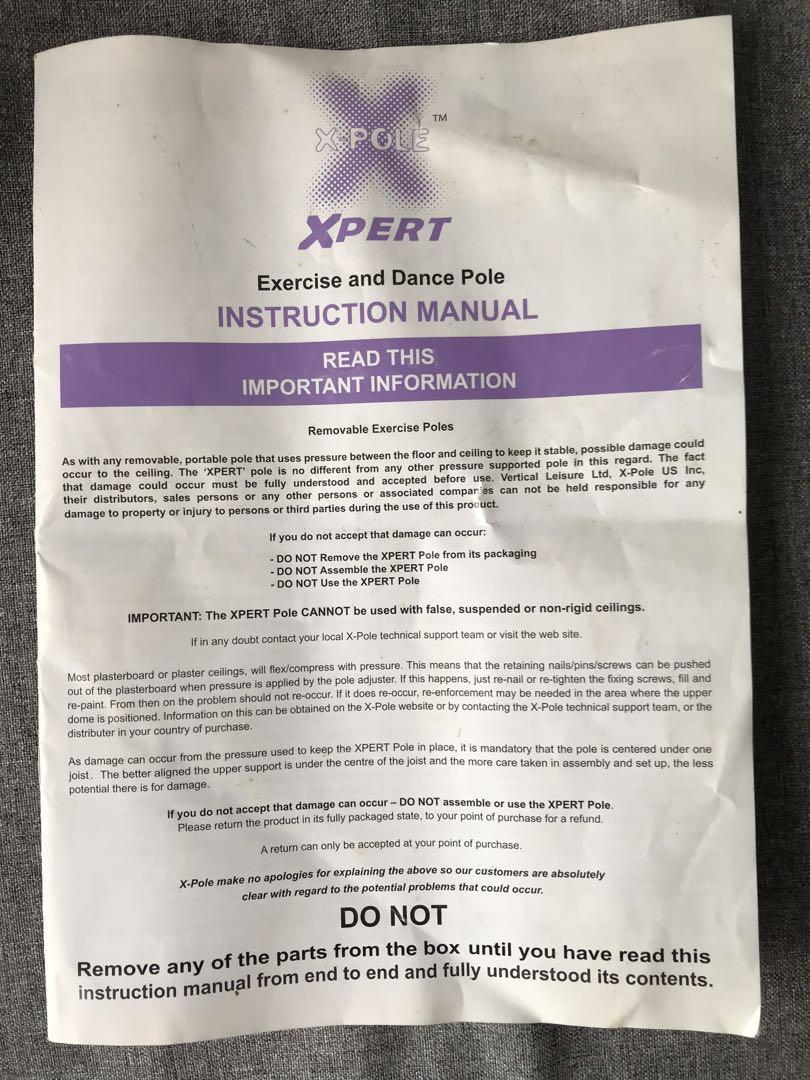 X-POLE
TM
XPERT
Exercise and Dance Pole
INSTRUCTION MANUAL
READ THIS
IMPORTANT INFORMATION
Removable Exercise Poles
As with any removable, portable pole that uses pressure between the floor and ceiling to keep it stable, possible damage could
occur to the ceiling. The ‘XPERT’ pole is no different from any other pressure supported pole in this regard. The fact
that damage could occur must be fully understood and accepted before use. Vertical Leisure Ltd, X-Pole US Inc,
their distributors, sales persons or any other persons or associated companies can not be held responsible for any
damage to property or injury to persons or third parties during the use of this product.
If you do not accept that damage can occur:
- DO NOT Remove the XPERT Pole from its packaging
- DO NOT Assemble the XPERT Pole
- DO NOT Use the XPERT Pole
IMPORTANT: The XPERT Pole CANNOT be used with false, suspended or non-rigid ceilings.
If in any doubt contact your local X-Pole technical support team or visit the web site.
Most plasterboard or plaster ceilings, will flex/compress with pressure. This means that the retaining nails/pins/screws can be pushed
out of the plasterboard when pressure is applied by the pole adjuster. If this happens, just re-nail or re-tighten the fixing screws, fill and
re-paint. From then on the problem should not re-occur. If it does re-occur, re-enforcement may be needed in the area where the upper
dome is positioned. Information on this can be obtained on the X-Pole website or by contacting the X-Pole technical support team, or the
distributer in your country of purchase.
As damage can occur from the pressure used to keep the XPERT Pole in place, it is mandatory that the pole is centered under one
joist. The better aligned the upper support is under the centre of the joist and the more care taken in assembly and set up, the less
potential there is for damage.
If you do not accept that damage can occur – DO NOT assemble or use the XPERT Pole.
Please return the product in its fully packaged state, to your point of purchase for a refund.
A return can only be accepted at your point of purchase.
X-Pole make no apologies for explaining the above so our customers are absolutely
clear with regard to the potential problems that could occur.
DO NOT
Remove any of the parts from the box until you have read this
instruction manual from end to end and fully understood its contents.